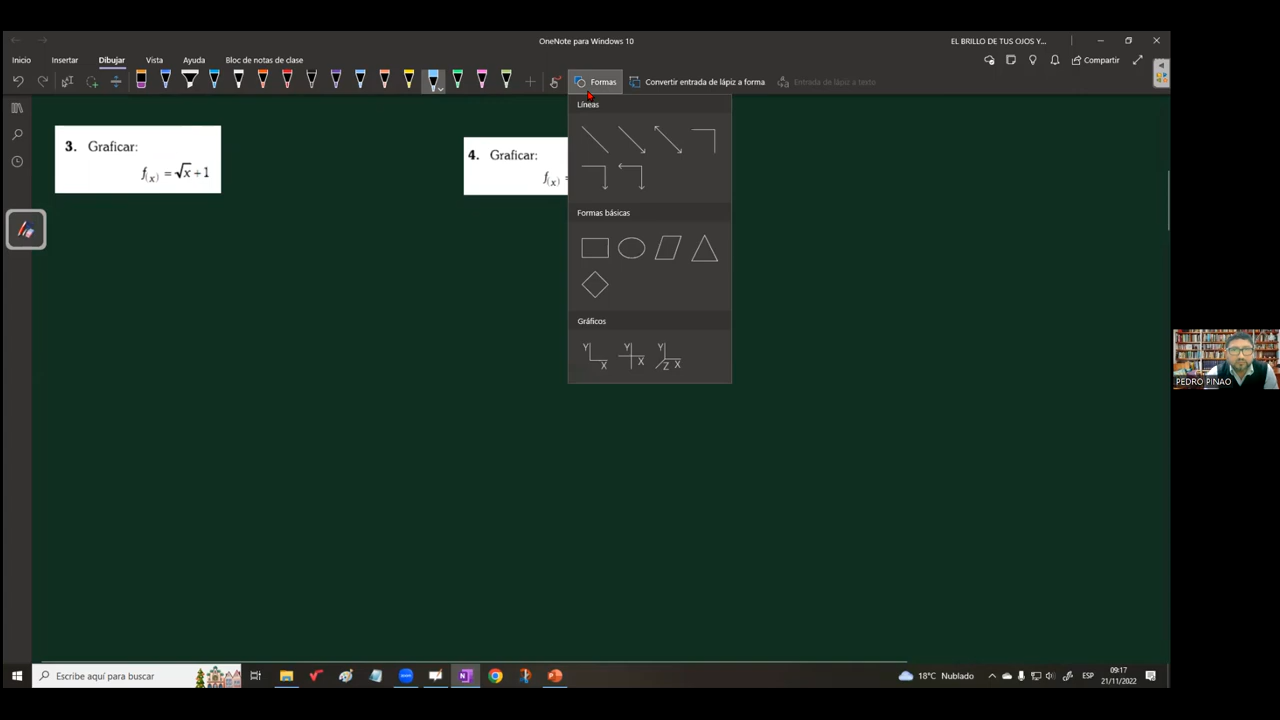 OneNote para Windows 10
EL BRILLO DE TUS OJOS Y...
Inicio
Insertar
Dibujar
Vista
Ayuda
Bloc de notas de clase
Compartir
Formas
Convertir entrada de lápiz a forma
Entrada de lápiz a texto
Líneas
3. Graficar:
f(x) = √x + 1
4. Graficar:
f(x) =
Formas básicas
Gráficos
Y X
Y X
Y Z X
PEDRO PINAO
Escribe aquí para buscar
18°C Nublado
ESP
09:17
21/11/2022